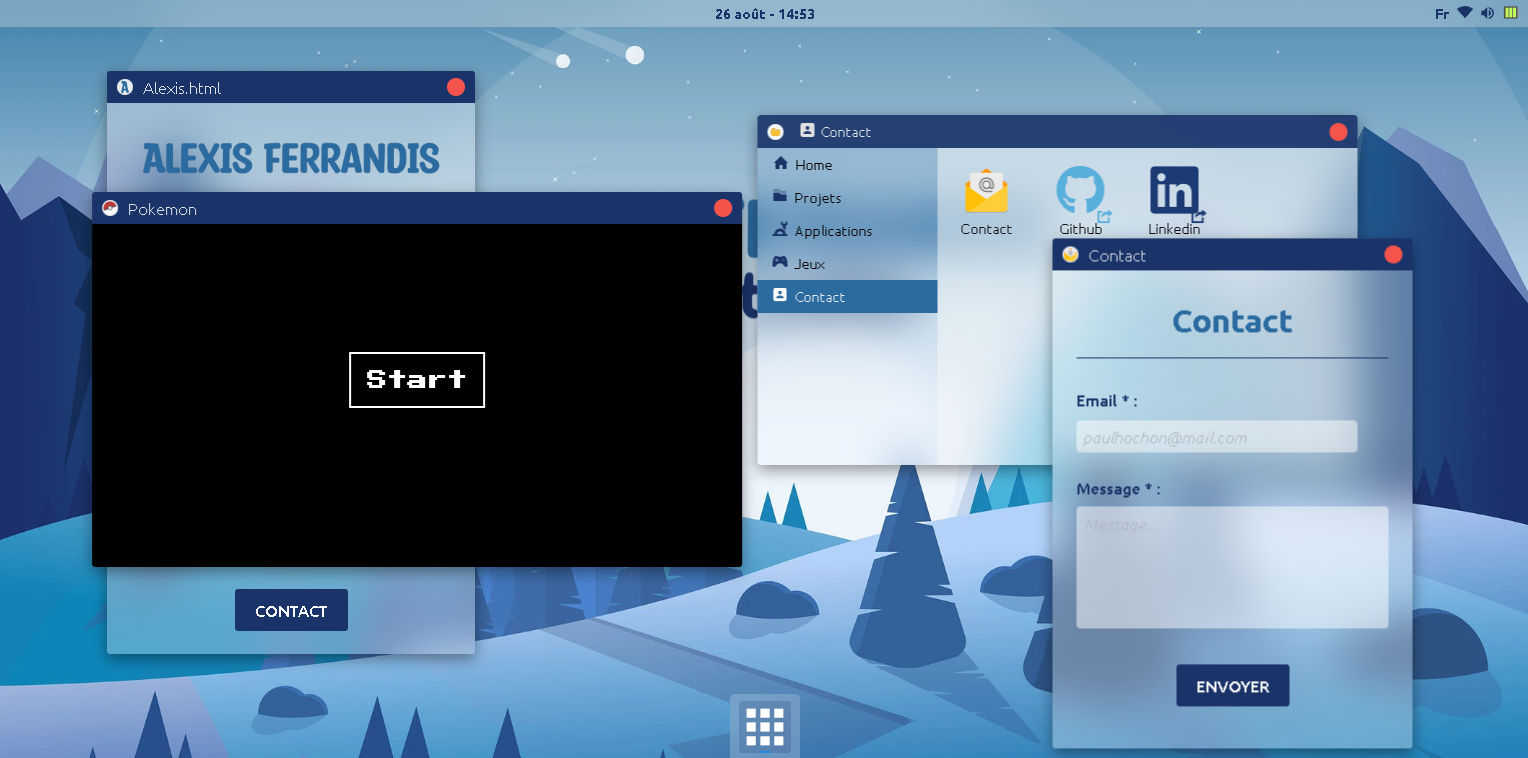 26 août - 14:53
Fr
Alexis.html
ALEXIS FERRANDIS
Pokemon
Start
CONTACT
Contact
Home
Projets
Applications
Jeux
Contact
Contact
Github
Linkedin
Contact
Contact
Email * :
paulhochon@mail.com
Message * :
Message...
ENVOYER